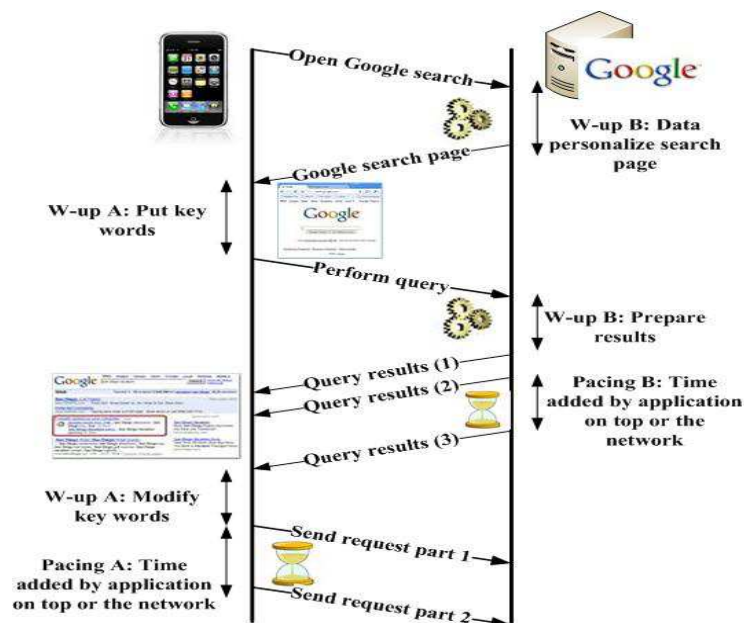 Open Google search
Google
W-up B: Data
personalize search
page
Google search page
W-up A: Put key
words
Google
Perform query
W-up B: Prepare
results
Query results (1)
Query results (2)
Google
Pacing B: Time
added by application
on top or the
network
Query results (3)
W-up A: Modify
key words
Send request part 1
Pacing A: Time
added by application
on top or the network
Send request part 2